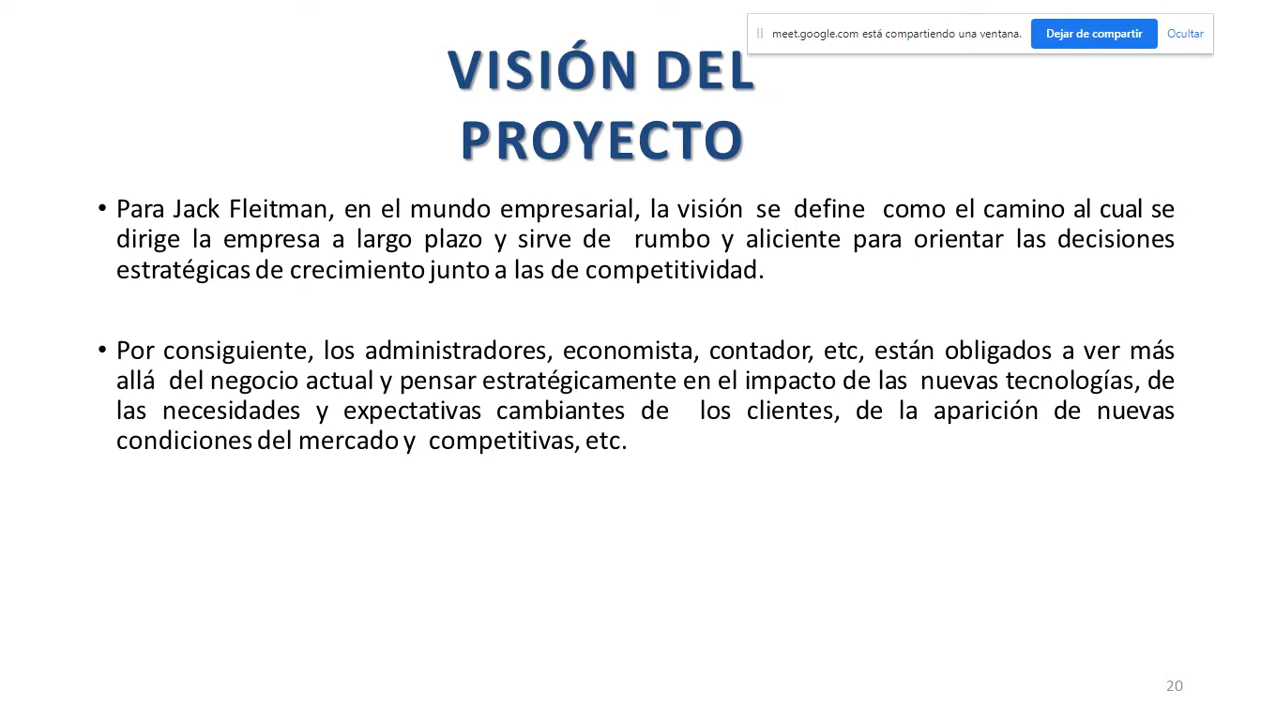 meet.google.com está compartiendo una ventana. Dejar de compartir Ocultar
VISIÓN DEL
PROYECTO
• Para Jack Fleitman, en el mundo empresarial, la visión se define como el camino al cual se
dirige la empresa a largo plazo y sirve de rumbo y aliciente para orientar las decisiones
estratégicas de crecimiento junto a las de competitividad.
• Por consiguiente, los administradores, economista, contador, etc, están obligados a ver más
allá del negocio actual y pensar estratégicamente en el impacto de las nuevas tecnologías, de
las necesidades y expectativas cambiantes de los clientes, de la aparición de nuevas
condiciones del mercado y competitivas, etc.
20